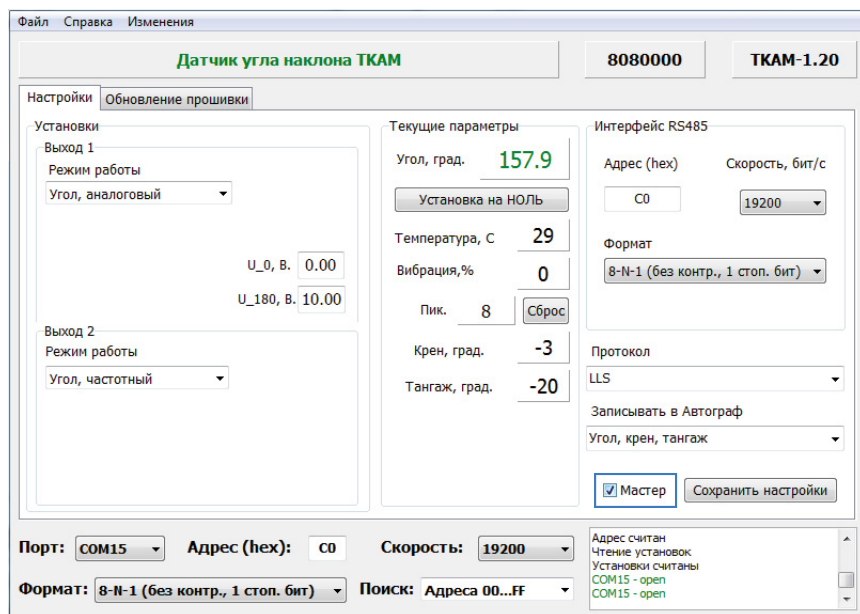 Файл Справка Изменения
Датчик угла наклона ТКАМ
8080000
ТКАМ-1.20
Настройки
Обновление прошивки
Установки
Выход 1
Режим работы
Угол, аналоговый
U_0, В. 0.00
U_180, В. 10.00
Выход 2
Режим работы
Угол, частотный
Текущие параметры
Угол, град. 157.9
Установка на НОЛЬ
Температура, С 29
Вибрация,% 0
Пик. 8 Сброс
Крен, град. -3
Тангаж, град. -20
Интерфейс RS485
Адрес (hex) Скорость, бит/с
C0 19200
Формат
8-N-1 (без контр., 1 стоп. бит)
Протокол
LLS
Записывать в Автограф
Угол, крен, тангаж
Мастер Сохранить настройки
Порт: COM15 Адрес (hex): C0 Скорость: 19200
Формат: 8-N-1 (без контр., 1 стоп. бит) Поиск: Адреса 00...FF
Адрес считан
Чтение установок
Установки считаны
COM15 - open
COM15 - open